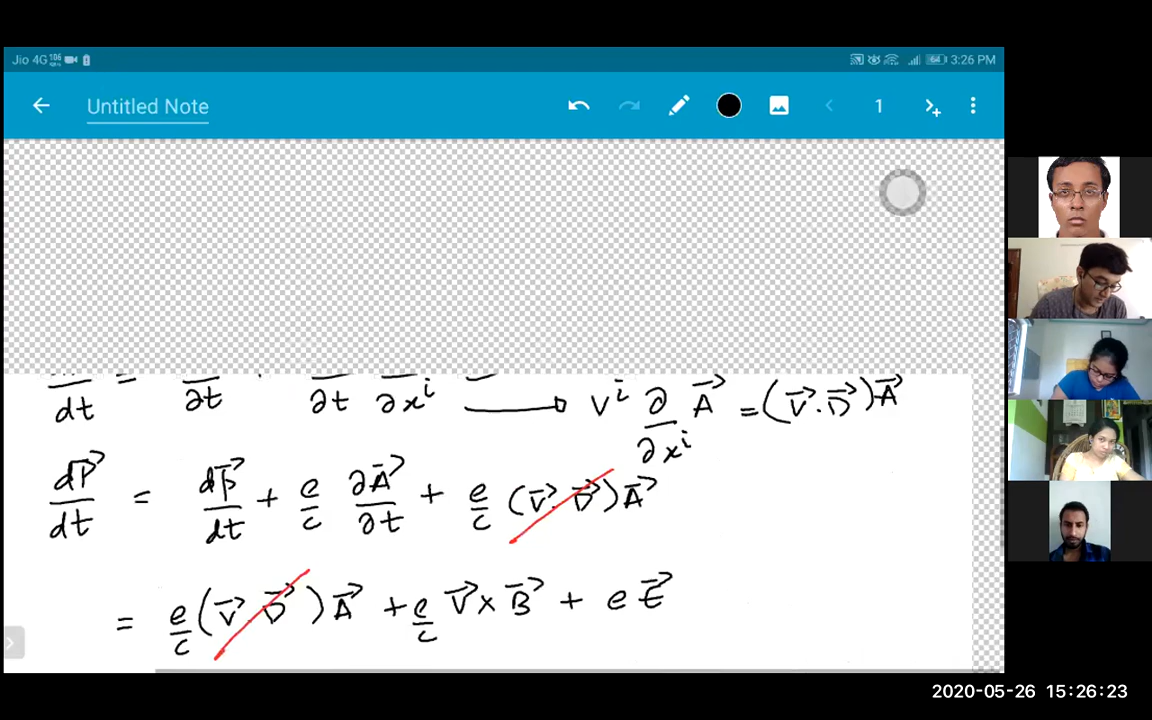 Jio 4G 3:26 PM
Untitled Note 1
dt = ∂t ∂t ∂xⁱ → vⁱ ∂/∂xⁱ A⃗ = (v⃗.∇⃗)A⃗
dP⃗/dt = dp⃗/dt + e/c ∂A⃗/∂t + e/c (v⃗.∇⃗)A⃗
= e/c (v⃗.∇⃗)A⃗ + e/c v⃗ × B⃗ + e E⃗
2020-05-26 15:26:23